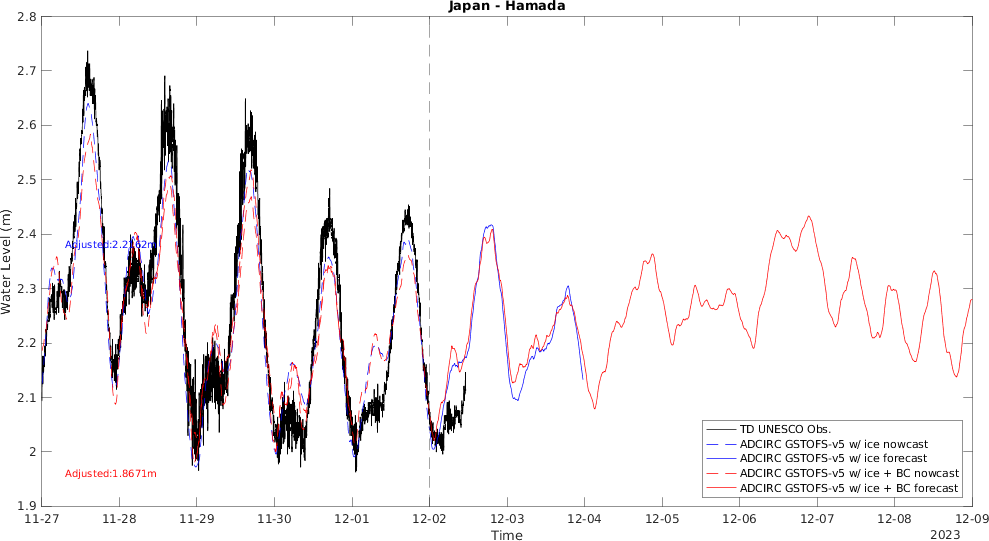 Japan - Hamada
2.8
2.7
2.6
2.5
2.4
2.3
2.2
2.1
2
1.9
Water Level (m)
Adjusted:2.2162m
Adjusted:1.8671m
TD UNESCO Obs.
ADCIRC GSTOFS-v5 w/ ice nowcast
ADCIRC GSTOFS-v5 w/ ice forecast
ADCIRC GSTOFS-v5 w/ ice + BC nowcast
ADCIRC GSTOFS-v5 w/ ice + BC forecast
11-27 11-28 11-29 11-30 12-01 12-02 12-03 12-04 12-05 12-06 12-07 12-08 12-09
Time
2023